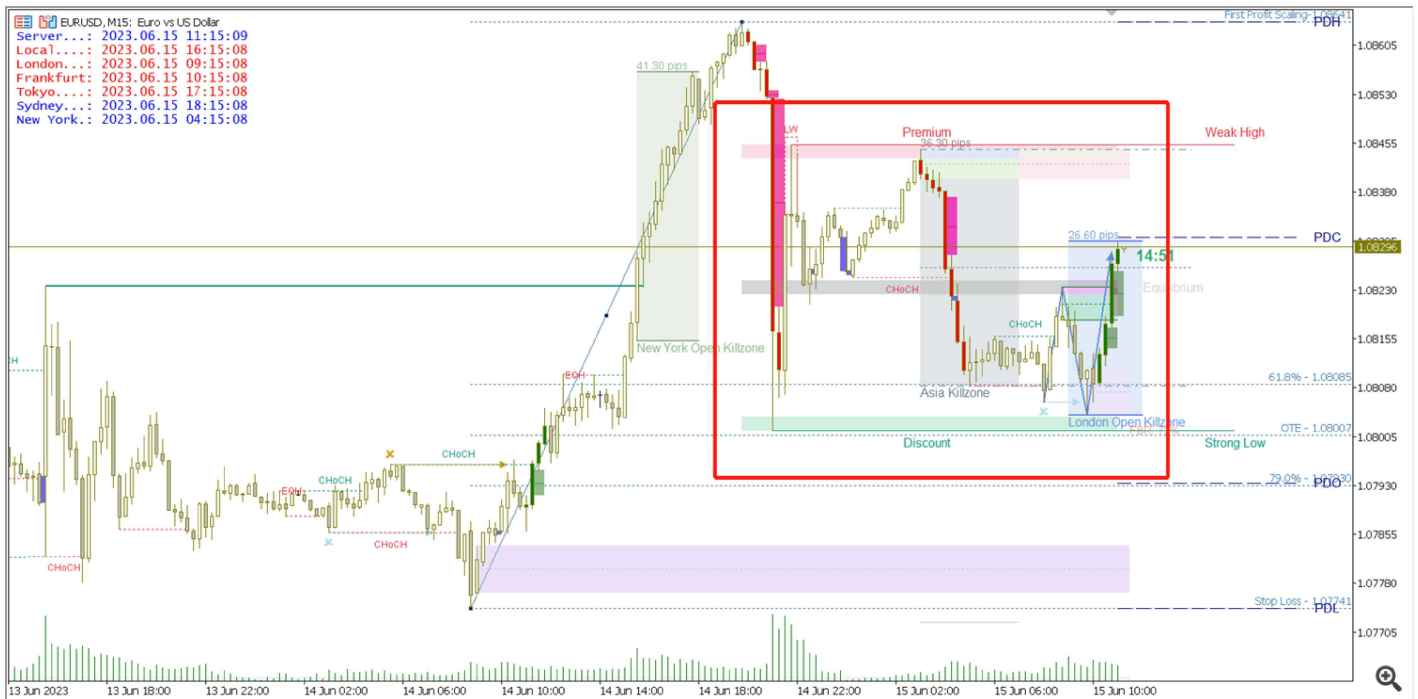 EURUSD, M15: Euro vs US Dollar
Server...: 2023.06.15 11:15:09
Local....: 2023.06.15 16:15:08
London...: 2023.06.15 09:15:08
Frankfurt: 2023.06.15 10:15:08
Tokyo....: 2023.06.15 17:15:08
Sydney...: 2023.06.15 18:15:08
New York.: 2023.06.15 04:15:08
First Profit Scaling-1.08641
PDH
1.08605
41.30 pips
1.08530
LW
Premium
Weak High
36.30 pips
1.08455
1.08380
26.60 pips
PDC
1.08296
14:51
CHoCH
Equilibrium
1.08230
CHoCH
New York Open Killzone
1.08155
CH
EQH
61.8% - 1.08085
1.08080
Asia Killzone
London Open Killzone
OTE - 1.08007
1.08005
Discount
Strong Low
CHoCH
CHoCH
EQH
79.0% - 1.07930
PDO
1.07930
CHoCH
1.07855
CHoCH
1.07780
Stop Loss - 1.07741
PDL
1.07705
13 Jun 2023
13 Jun 18:00
13 Jun 22:00
14 Jun 02:00
14 Jun 06:00
14 Jun 10:00
14 Jun 14:00
14 Jun 18:00
14 Jun 22:00
15 Jun 02:00
15 Jun 06:00
15 Jun 10:00